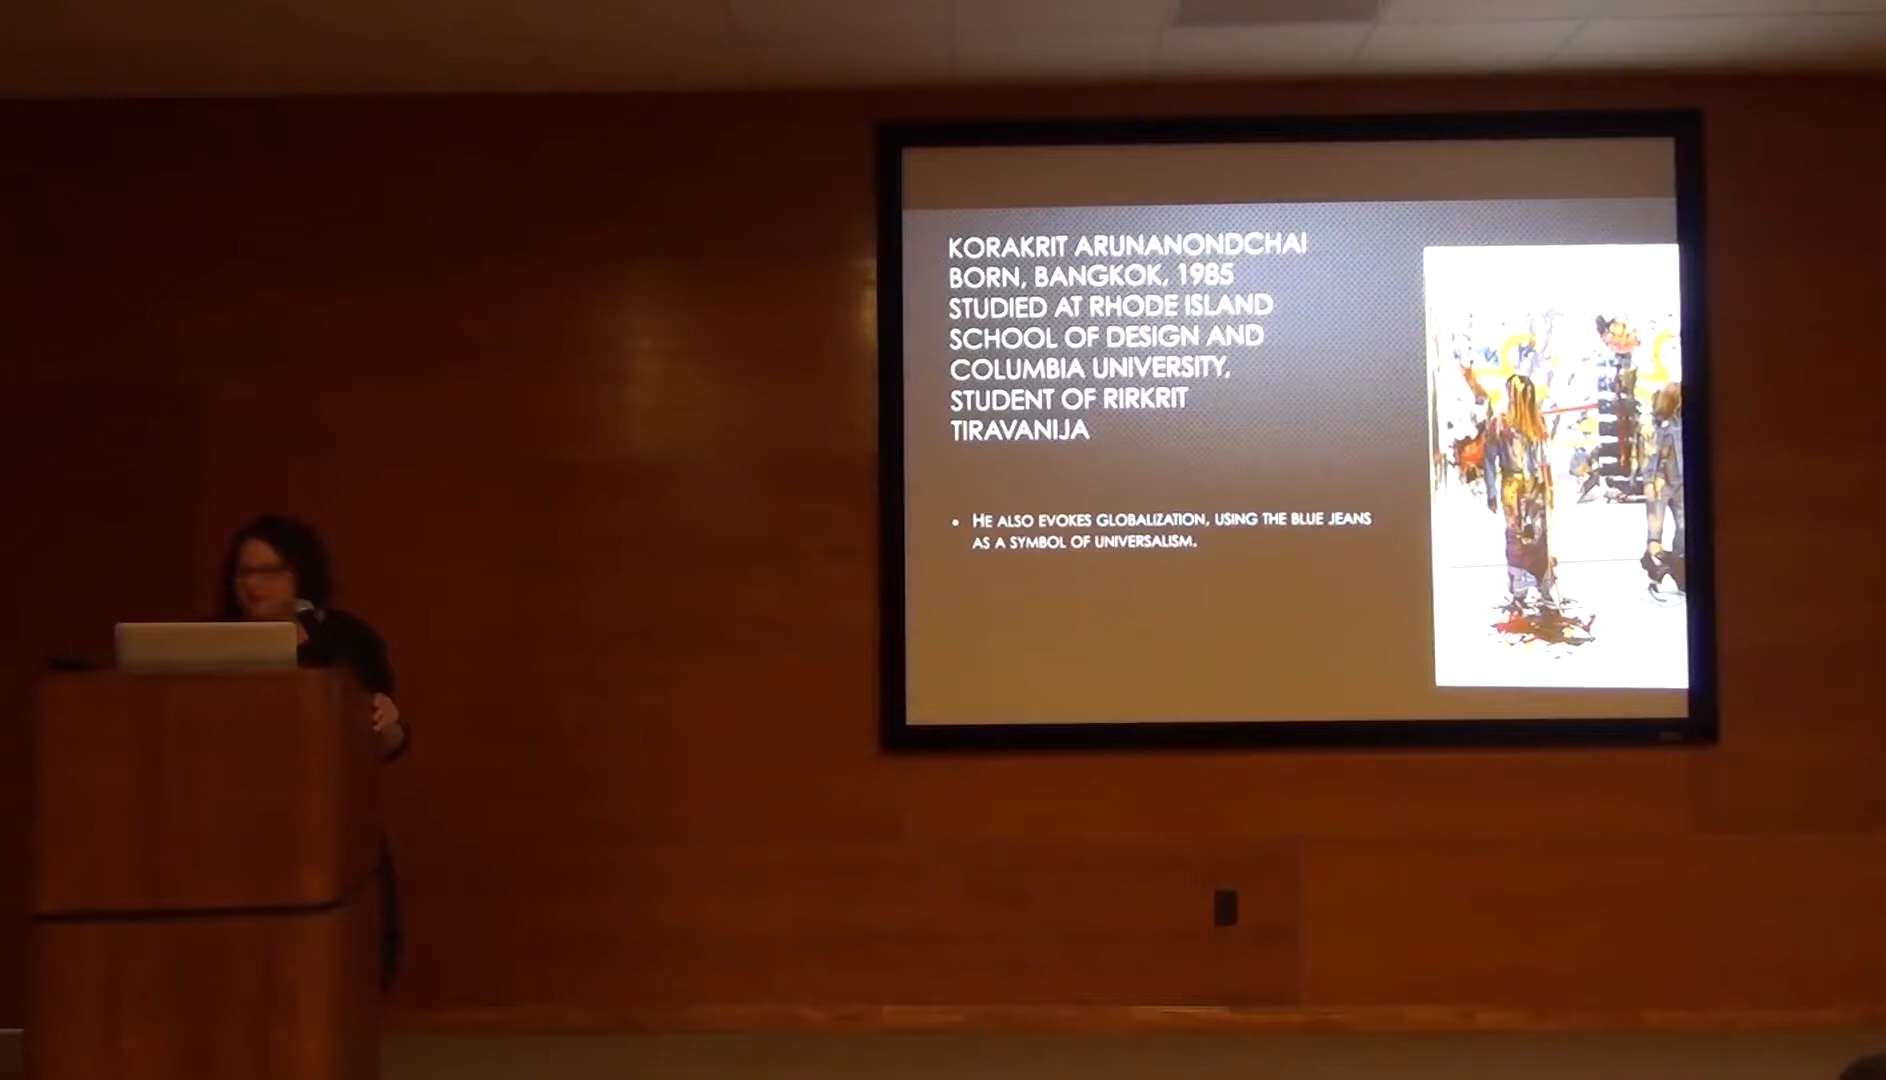 KORAKRIT ARUNANONDCHAI
BORN, BANGKOK, 1985
STUDIED AT RHODE ISLAND
SCHOOL OF DESIGN AND
COLUMBIA UNIVERSITY,
STUDENT OF RIRKRIT
TIRAVANIJA
• HE ALSO EVOKES GLOBALIZATION, USING THE BLUE JEANS
AS A SYMBOL OF UNIVERSALISM.